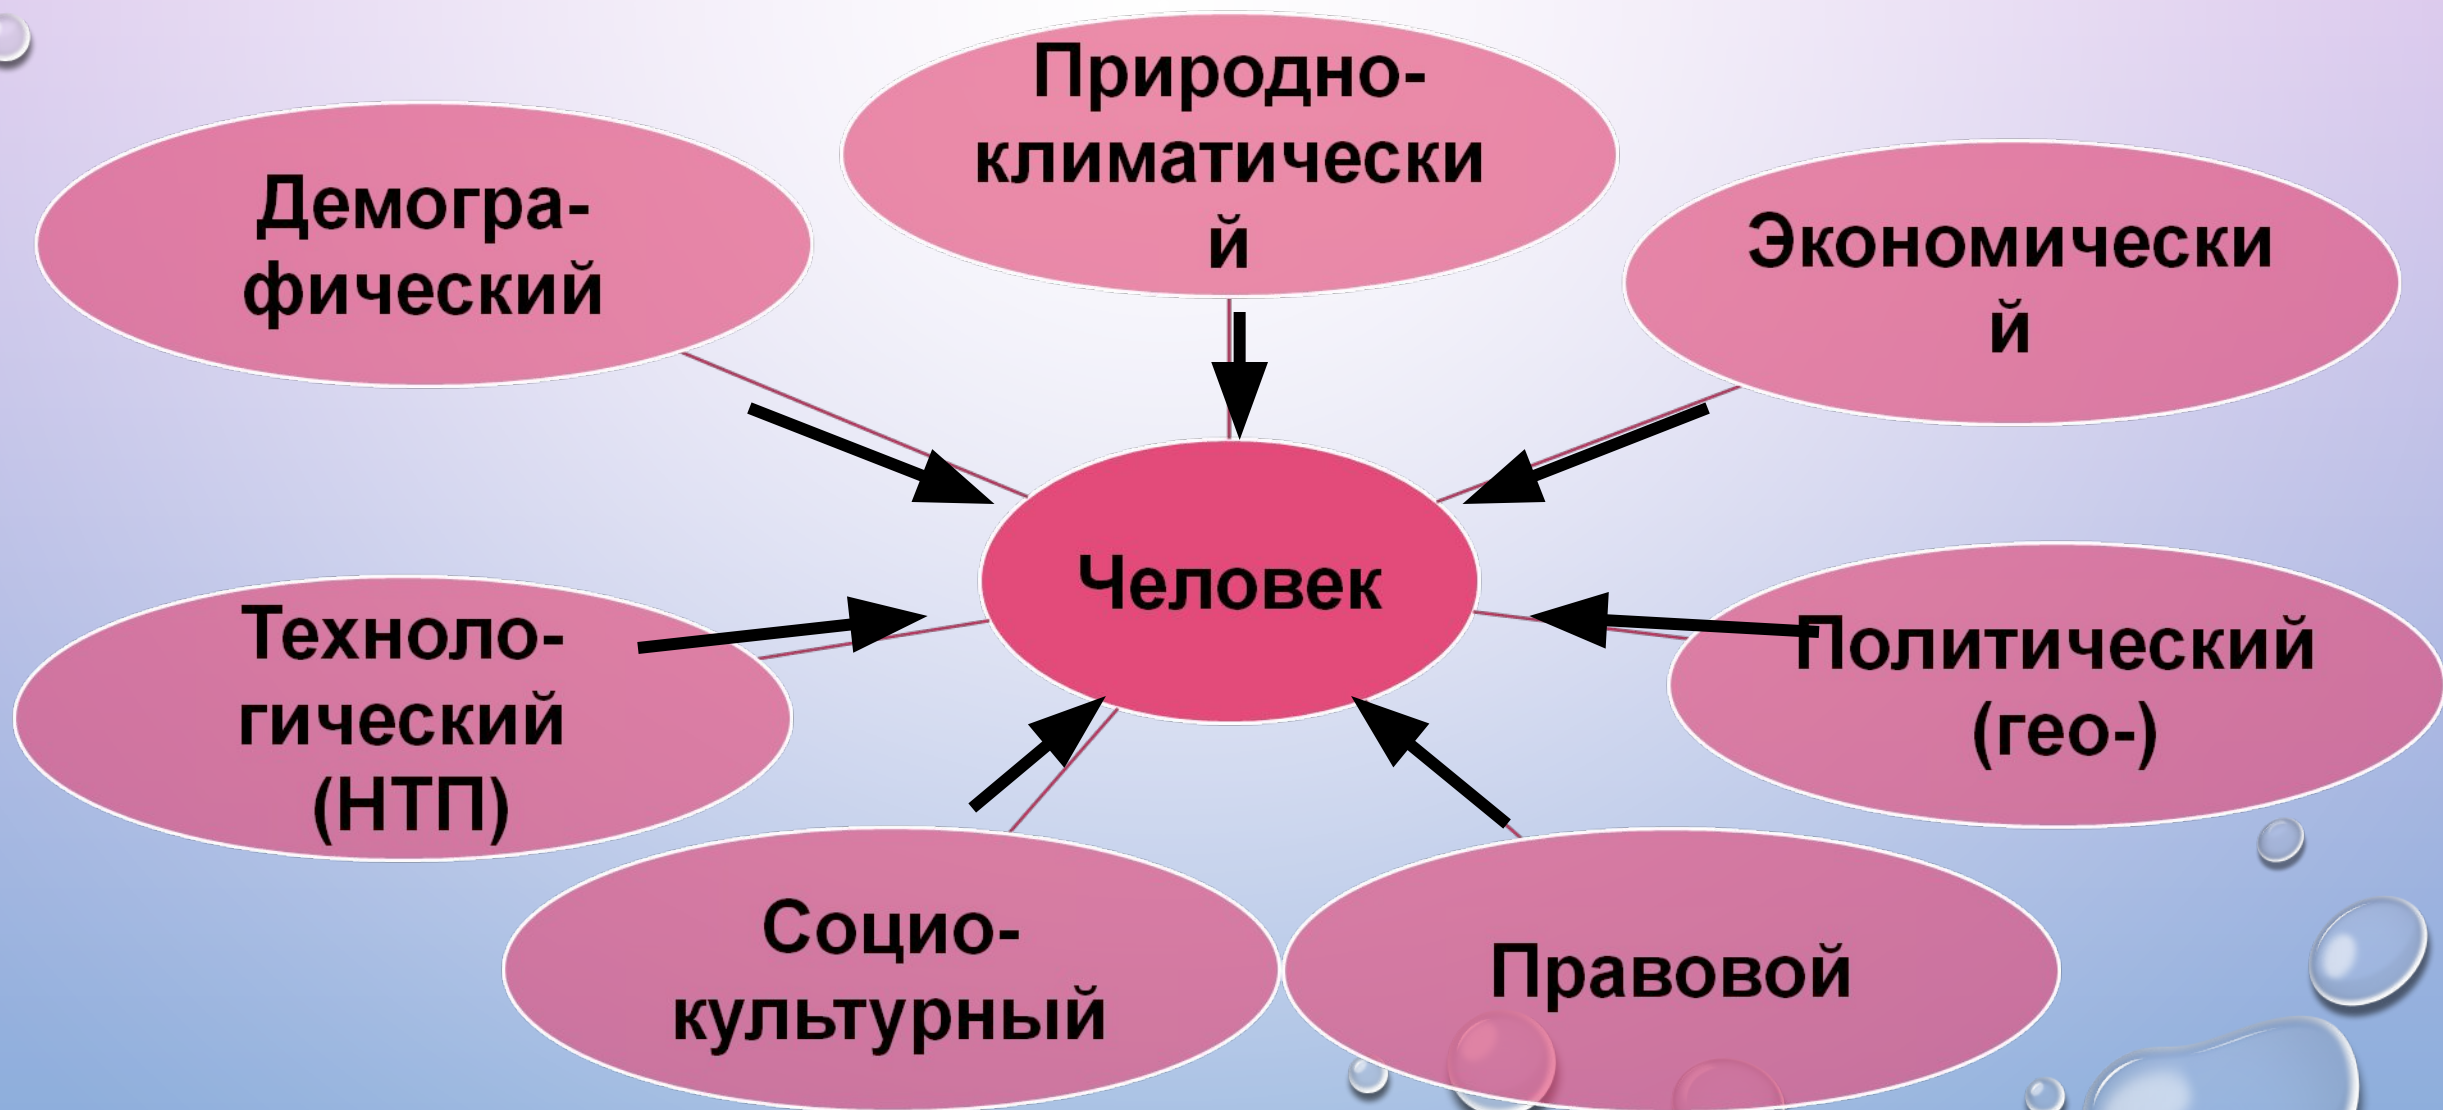 Природно-
климатически
й
Демогра-
фический
Экономически
й
Человек
Техноло-
гический
(НТП)
Политический
(гео-)
Социо-
культурный
Правовой